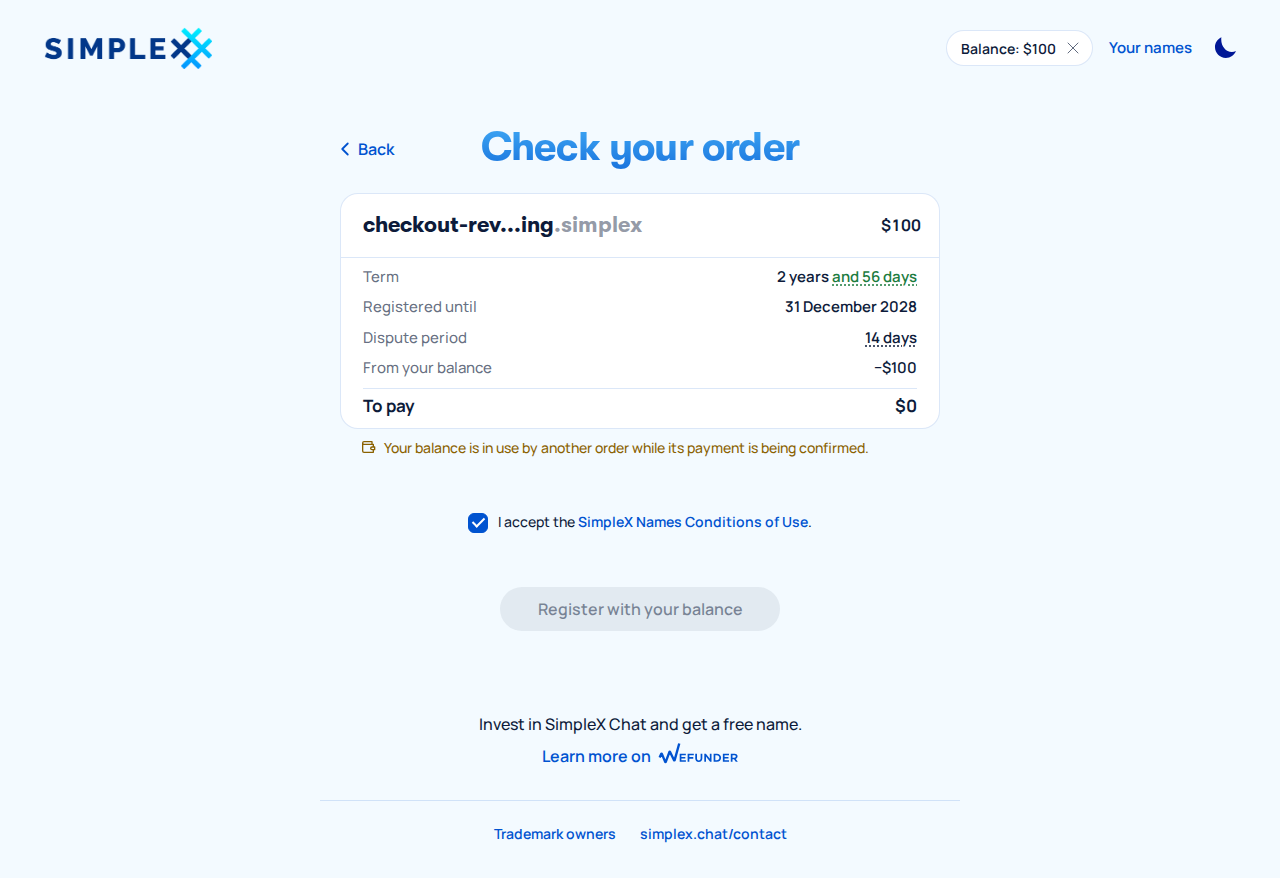 SIMPLEX
Balance: $100
Your names
Back
Check your order
checkout-rev...ing.simplex
$100
Term
2 years and 56 days
Registered until
31 December 2028
Dispute period
14 days
From your balance
−$100
To pay
$0
Your balance is in use by another order while its payment is being confirmed.
I accept the SimpleX Names Conditions of Use.
Register with your balance
Invest in SimpleX Chat and get a free name.
Learn more on WEFUNDER
Trademark owners
simplex.chat/contact